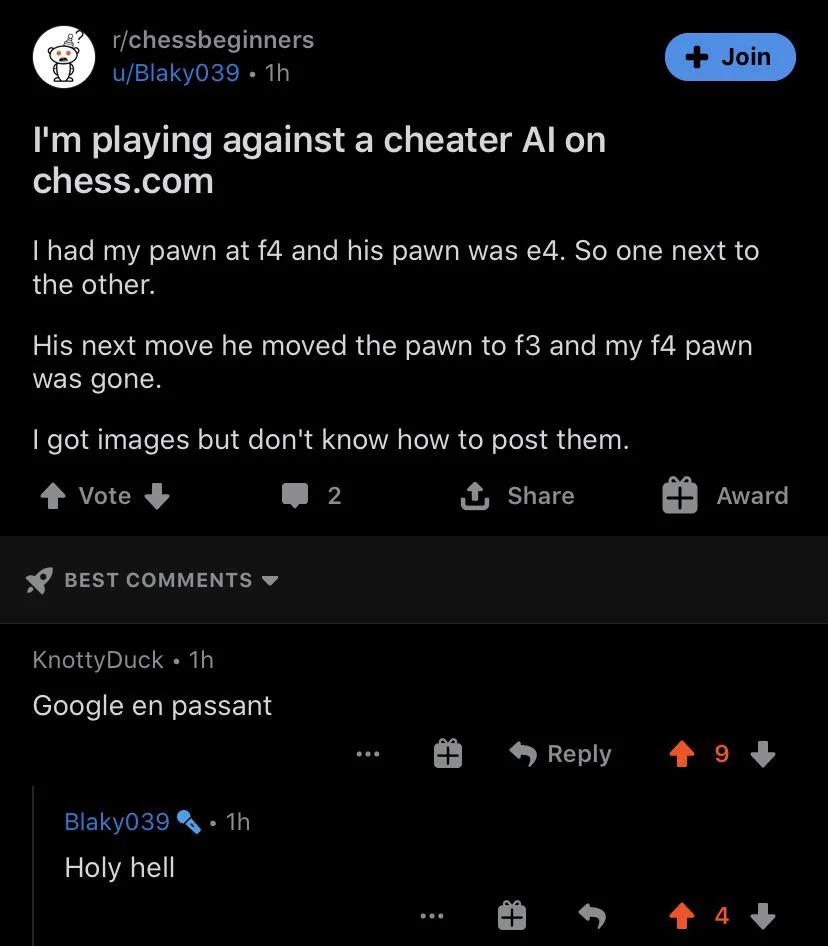 r/chessbeginners
u/Blaky039 • 1h
Join
I'm playing against a cheater AI on
chess.com
I had my pawn at f4 and his pawn was e4. So one next to
the other.
His next move he moved the pawn to f3 and my f4 pawn
was gone.
I got images but don't know how to post them.
Vote
2
Share
Award
BEST COMMENTS
KnottyDuck • 1h
Google en passant
Reply
9
Blaky039 • 1h
Holy hell
4